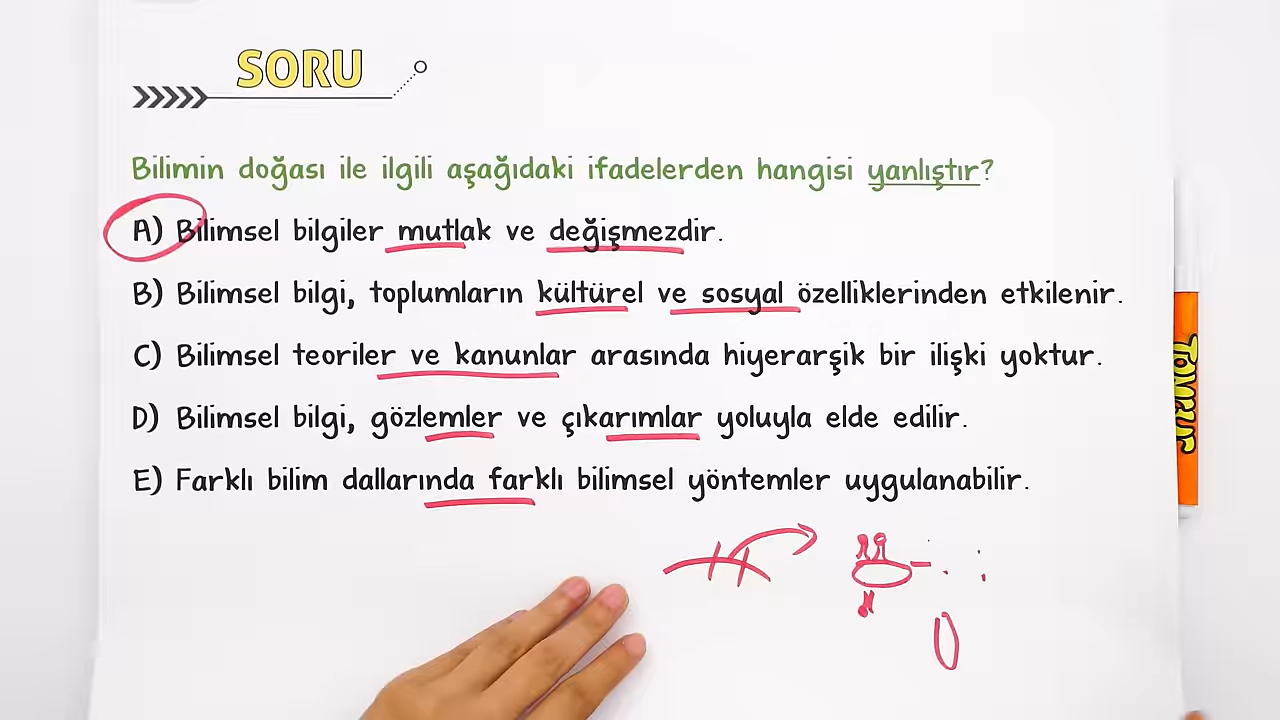 SORU
Bilimin doğası ile ilgili aşağıdaki ifadelerden hangisi yanlıştır?
A) Bilimsel bilgiler mutlak ve değişmezdir.
B) Bilimsel bilgi, toplumların kültürel ve sosyal özelliklerinden etkilenir.
C) Bilimsel teoriler ve kanunlar arasında hiyerarşik bir ilişki yoktur.
D) Bilimsel bilgi, gözlemler ve çıkarımlar yoluyla elde edilir.
E) Farklı bilim dallarında farklı bilimsel yöntemler uygulanabilir.